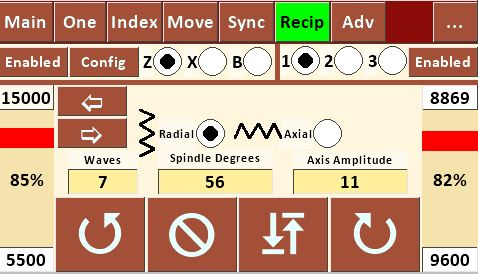 Main One Index Move Sync Recip Adv ...
Enabled Config Z X B 1 2 3 Enabled
15000 8869
Radial Axial
Waves Spindle Degrees Axis Amplitude
85% 7 56 11 82%
5500 9600